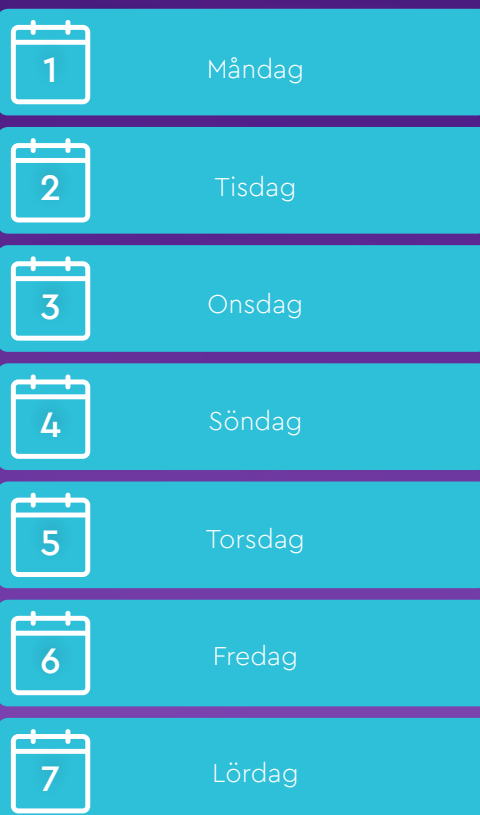 1 Måndag
2 Tisdag
3 Onsdag
4 Söndag
5 Torsdag
6 Fredag
7 Lördag